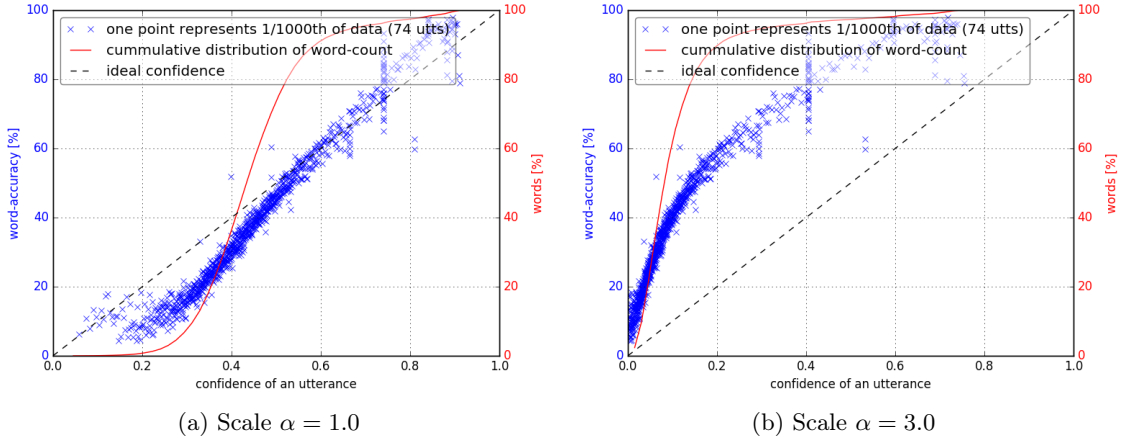 100
80
60
40
20
0
word-accuracy [%]
one point represents 1/1000th of data (74 utts)
cummulative distribution of word-count
ideal confidence
100
80
60
40
20
0
words [%]
0.0 0.2 0.4 0.6 0.8 1.0
confidence of an utterance
(a) Scale α = 1.0
100
80
60
40
20
0
word-accuracy [%]
one point represents 1/1000th of data (74 utts)
cummulative distribution of word-count
ideal confidence
100
80
60
40
20
0
words [%]
0.0 0.2 0.4 0.6 0.8 1.0
confidence of an utterance
(b) Scale α = 3.0